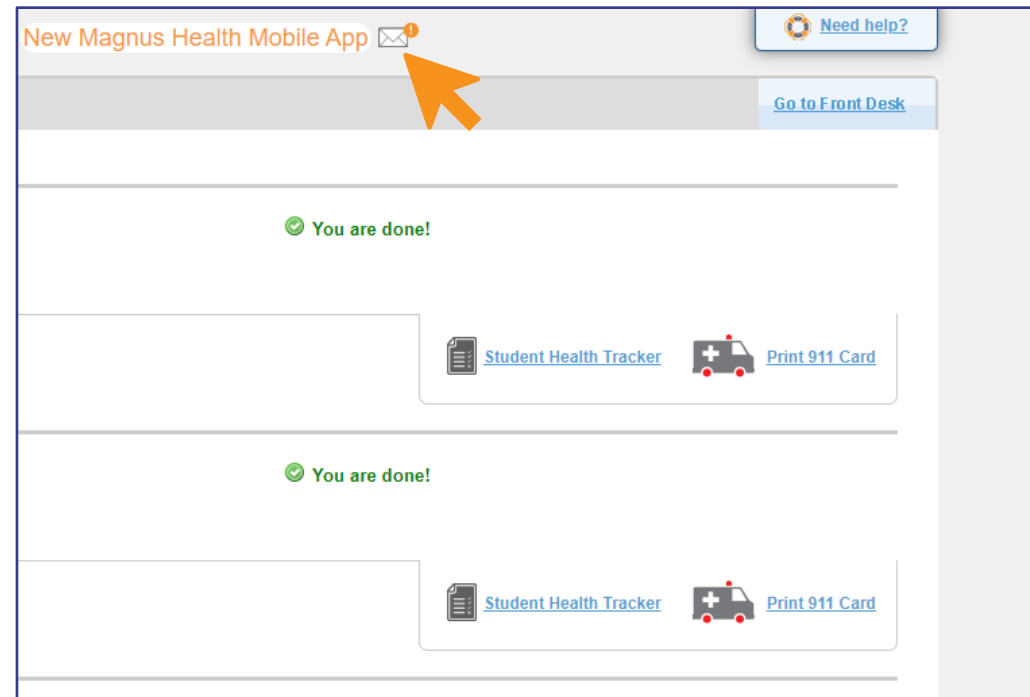 New Magnus Health Mobile App
Need help?
Go to Front Desk
You are done!
Student Health Tracker
Print 911 Card
You are done!
Student Health Tracker
Print 911 Card